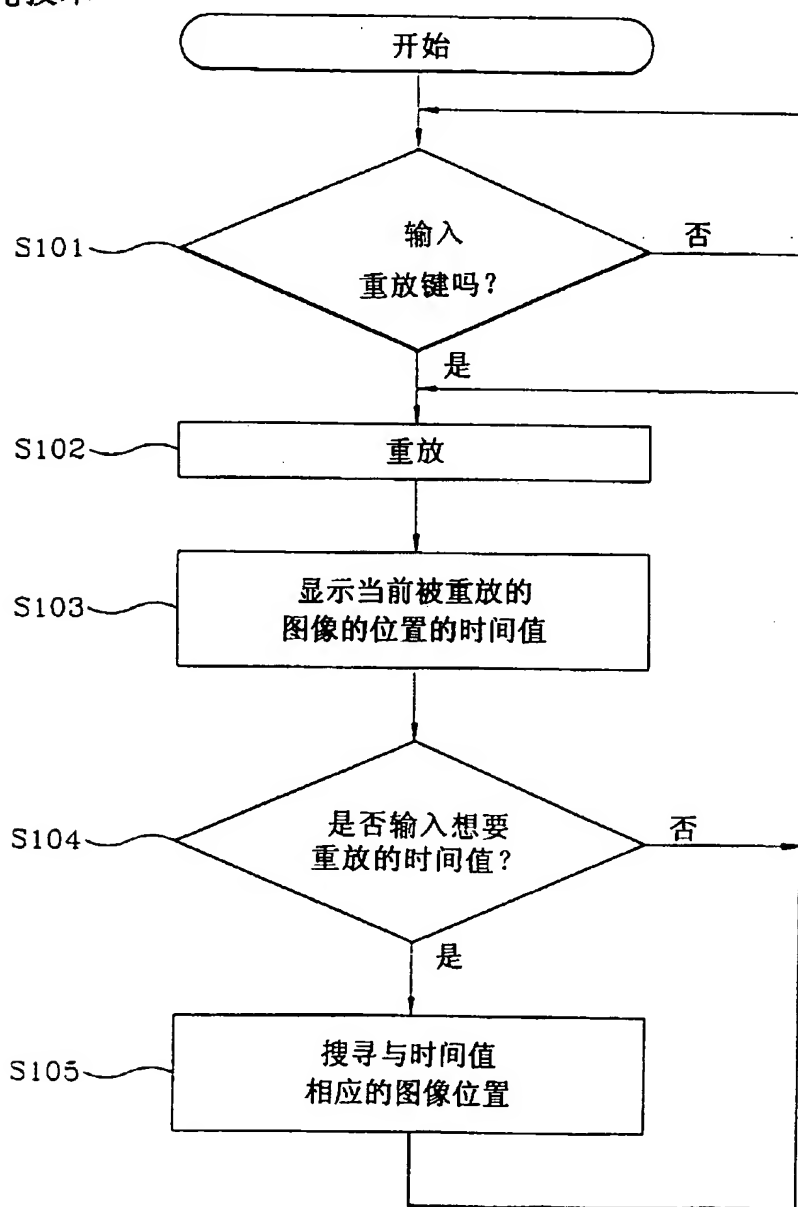 开始
S101
输入
重放键吗?
否
是
S102
重放
S103
显示当前被重放的
图像的位置的时间值
S104
是否输入想要
重放的时间值?
否
是
S105
搜寻与时间值
相应的图像位置